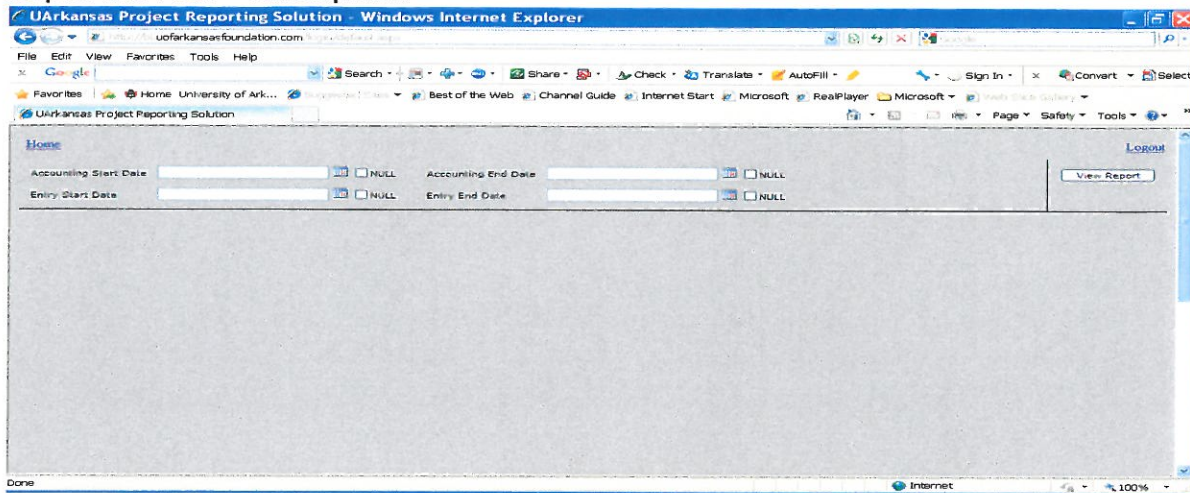 UArkansas Project Reporting Solution - Windows Internet Explorer
uofarkansasfoundation.com
File Edit View Favorites Tools Help
x Google Search Share Check Translate AutoFill Sign In x Convert Select
Favorites Home University of Ark... Best of the Web Channel Guide Internet Start Microsoft RealPlayer Microsoft
UArkansas Project Reporting Solution Page Safety Tools »
Home Logout
Accounting Start Date NULL Accounting End Date NULL View Report
Entry Start Date NULL Entry End Date NULL
Done Internet 100%